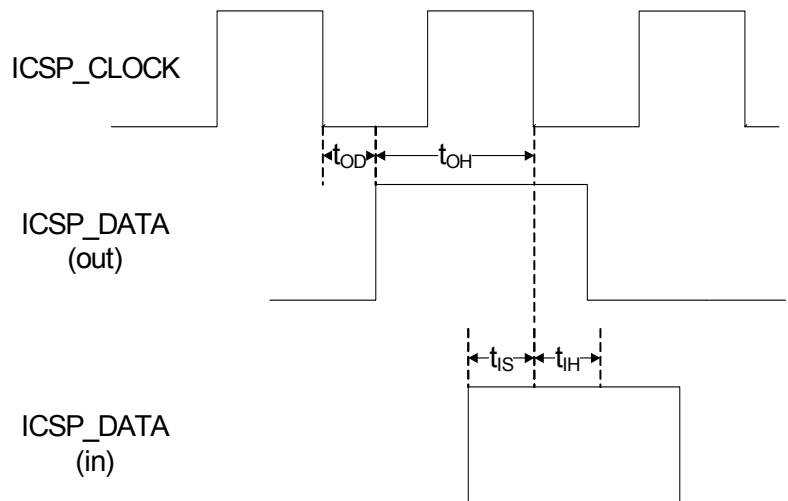 ICSP_CLOCK
tOD
tOH
ICSP_DATA
(out)
tIS
tIH
ICSP_DATA
(in)